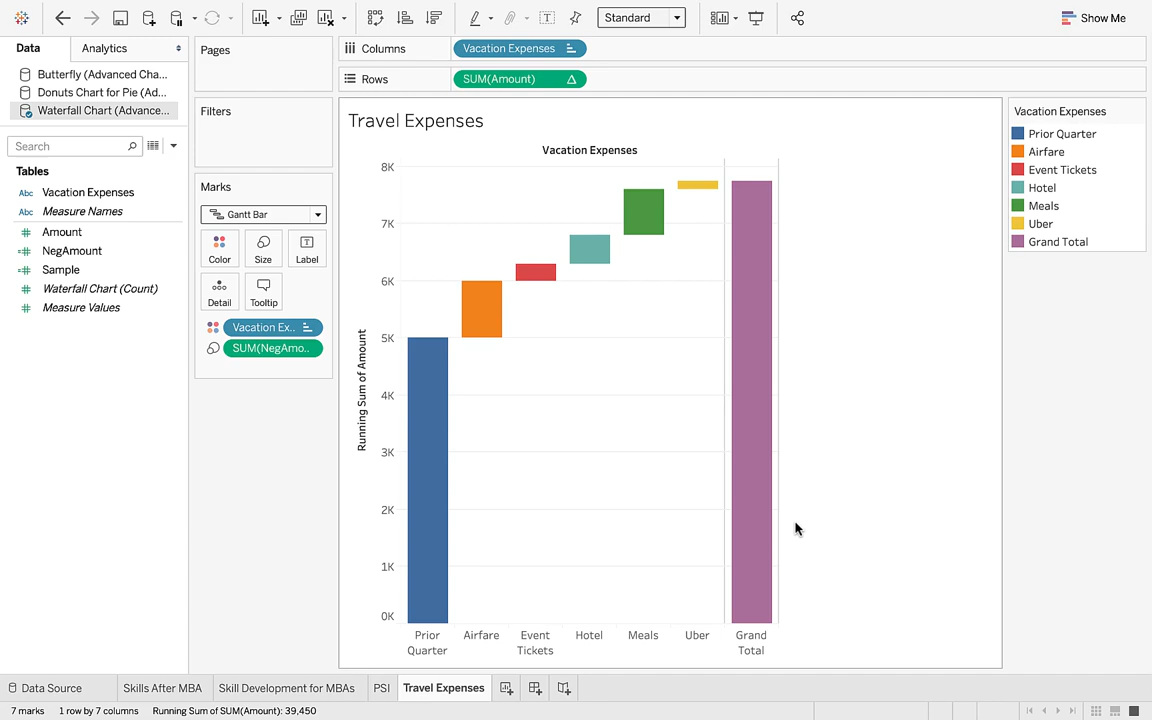 Standard
Show Me
Data
Analytics
Pages
Columns
Vacation Expenses
Rows
SUM(Amount)
Butterfly (Advanced Cha...
Donuts Chart for Pie (Ad...
Waterfall Chart (Advance...
Search
Tables
Abc Vacation Expenses
Abc Measure Names
# Amount
=# NegAmount
=# Sample
# Waterfall Chart (Count)
# Measure Values
Filters
Marks
Gantt Bar
Color
Size
Label
Detail
Tooltip
Vacation Ex..
SUM(NegAmo..
Travel Expenses
Vacation Expenses
Running Sum of Amount
8K
7K
6K
5K
4K
3K
2K
1K
0K
Prior Quarter
Airfare
Event Tickets
Hotel
Meals
Uber
Grand Total
Vacation Expenses
Prior Quarter
Airfare
Event Tickets
Hotel
Meals
Uber
Grand Total
Data Source
Skills After MBA
Skill Development for MBAs
PSI
Travel Expenses
7 marks
1 row by 7 columns
Running Sum of SUM(Amount): 39,450